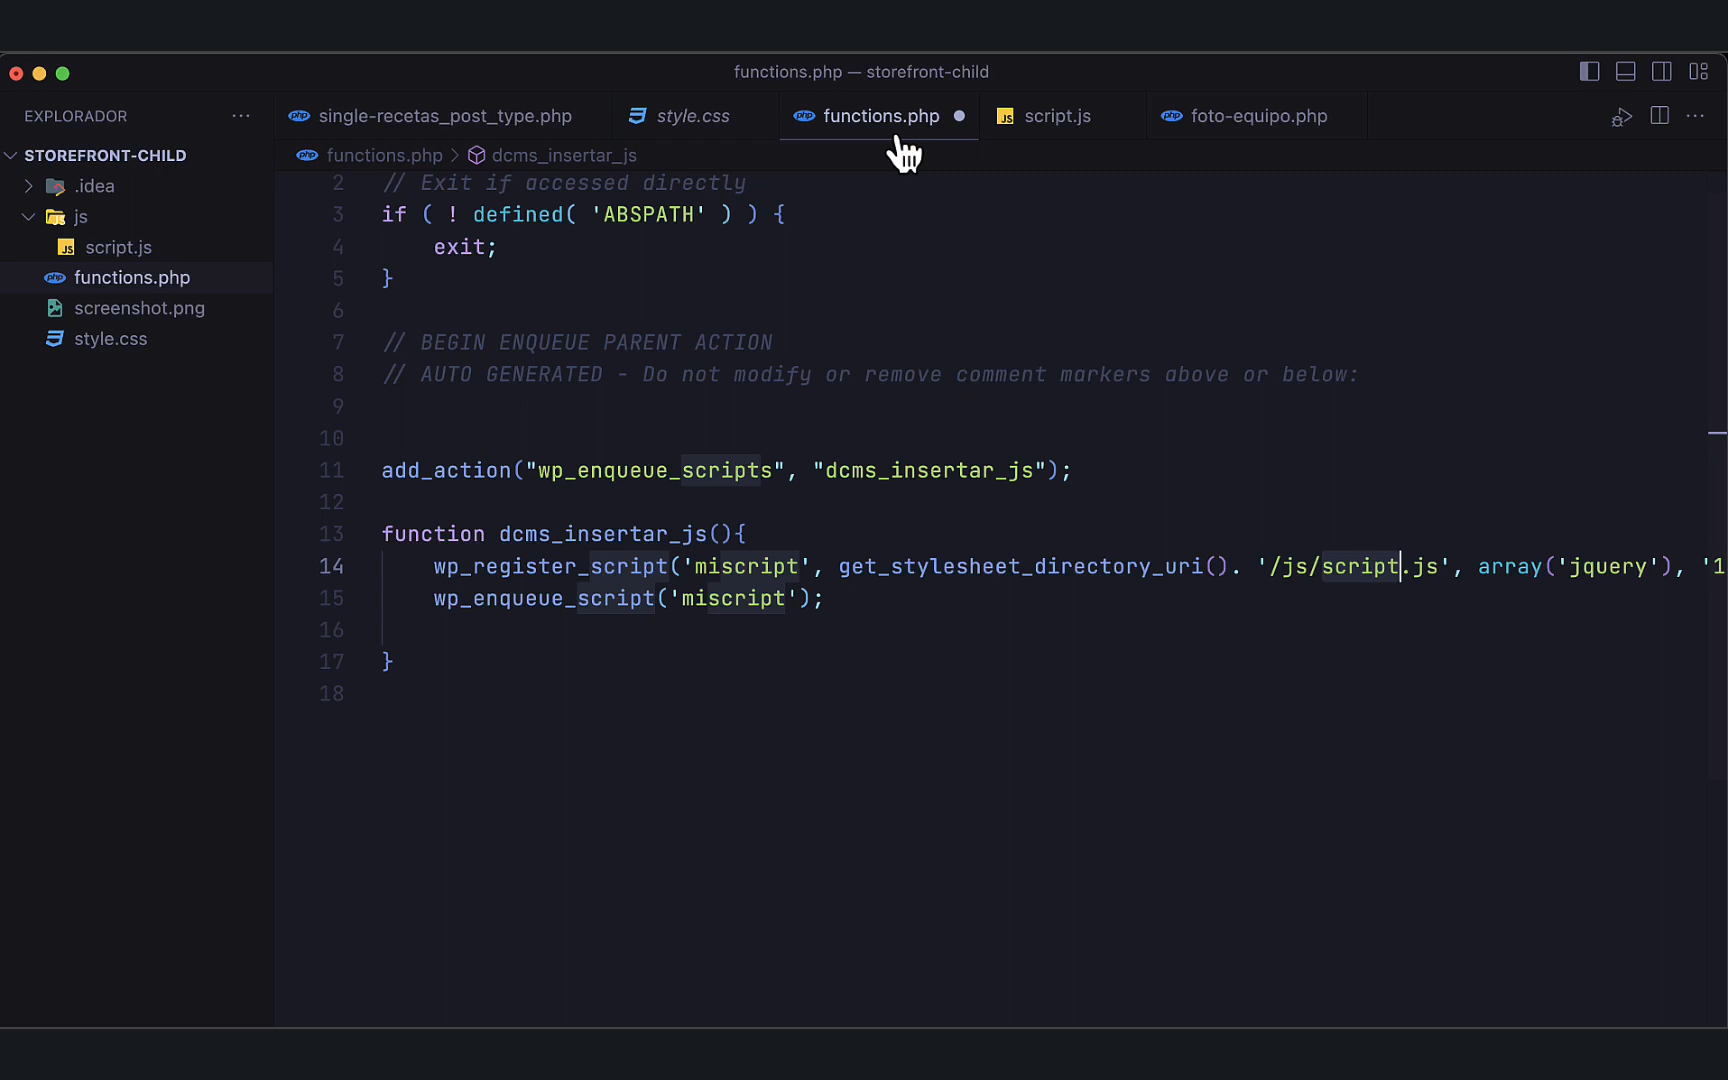 functions.php — storefront-child
EXPLORADOR ···
single-recetas_post_type.php
style.css
functions.php
script.js
foto-equipo.php
STOREFRONT-CHILD
.idea
js
script.js
functions.php
screenshot.png
style.css
functions.php > dcms_insertar_js
2 // Exit if accessed directly
3 if ( ! defined( 'ABSPATH' ) ) {
4 exit;
5 }
6
7 // BEGIN ENQUEUE PARENT ACTION
8 // AUTO GENERATED - Do not modify or remove comment markers above or below:
9
10
11 add_action("wp_enqueue_scripts", "dcms_insertar_js");
12
13 function dcms_insertar_js(){
14 wp_register_script('miscript', get_stylesheet_directory_uri(). '/js/script.js', array('jquery'), '1
15 wp_enqueue_script('miscript');
16
17 }
18